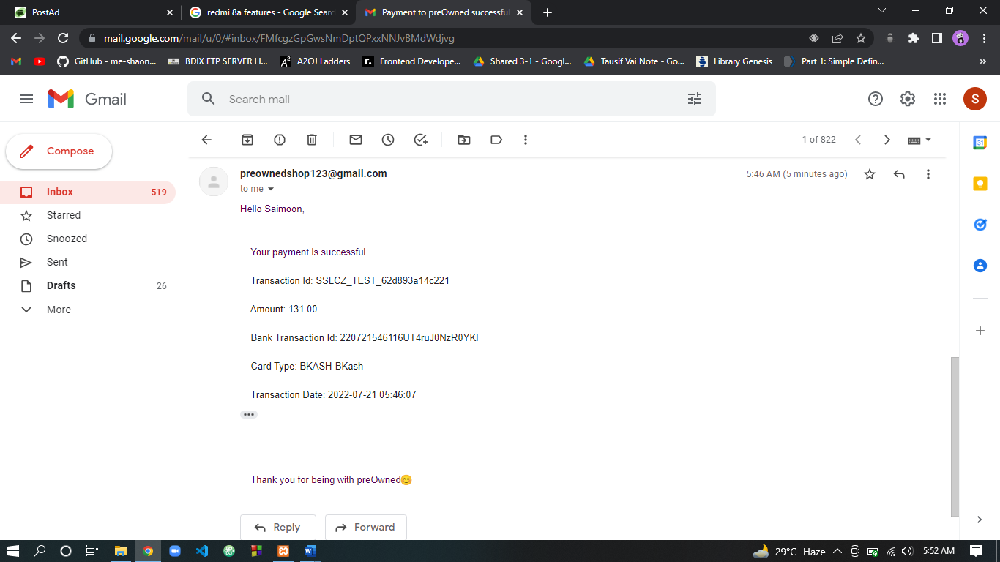 PostAd
redmi 8a features - Google Searc
Payment to preOwned successful
mail.google.com/mail/u/0/#inbox/FMfcgzGpGwsNmDptQPxxNNJvBMdWdjvg
GitHub - me-shaon...
BDIX FTP SERVER LI...
A2OJ Ladders
Frontend Develope...
Shared 3-1 - Googl...
Tausif Vai Note - Go...
Library Genesis
Part 1: Simple Defin...
Gmail
Search mail
S
Compose
1 of 822
Inbox 519
Starred
Snoozed
Sent
Drafts 26
More
preownedshop123@gmail.com
5:46 AM (5 minutes ago)
to me
Hello Saimoon,
Your payment is successful
Transaction Id: SSLCZ_TEST_62d893a14c221
Amount: 131.00
Bank Transaction Id: 220721546116UT4ruJ0NzR0YKl
Card Type: BKASH-BKash
Transaction Date: 2022-07-21 05:46:07
Thank you for being with preOwned😊
Reply
Forward
31
29°C Haze
5:52 AM